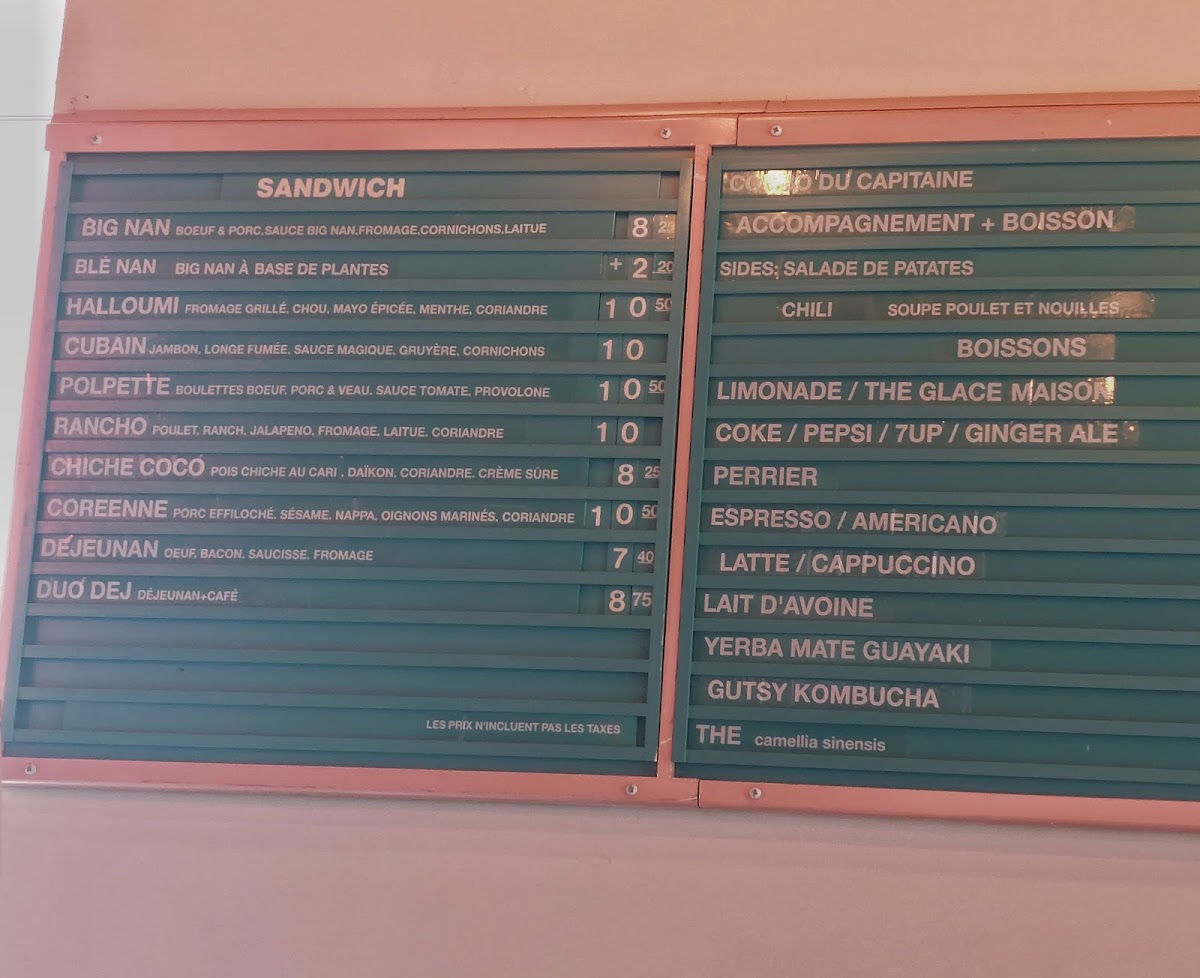 SANDWICH
BIG NAN BOEUF & PORC,SAUCE BIG NAN,FROMAGE,CORNICHONS,LAITUE 8 25
BLÉ NAN BIG NAN À BASE DE PLANTES + 2 20
HALLOUMI FROMAGE GRILLÉ, CHOU, MAYO ÉPICÉE, MENTHE, CORIANDRE 10 50
CUBAIN JAMBON, LONGE FUMÉE, SAUCE MAGIQUE, GRUYÈRE, CORNICHONS 10
POLPETTE BOULETTES BOEUF, PORC & VEAU, SAUCE TOMATE, PROVOLONE 10 50
RANCHO POULET, RANCH, JALAPENO, FROMAGE, LAITUE, CORIANDRE 10
CHICHE COCO POIS CHICHE AU CARI , DAÏKON, CORIANDRE, CRÈME SÛRE 8 25
COREENNE PORC EFFILOCHÉ, SÉSAME, NAPPA, OIGNONS MARINÉS, CORIANDRE 10 50
DÉJEUNAN OEUF, BACON, SAUCISSE, FROMAGE 7 40
DUO DEJ DÉJEUNAN+CAFÉ 8 75
LES PRIX N'INCLUENT PAS LES TAXES
DU CAPITAINE
ACCOMPAGNEMENT + BOISSON
SIDES; SALADE DE PATATES
CHILI SOUPE POULET ET NOUILLES
BOISSONS
LIMONADE / THE GLACE MAISON
COKE / PEPSI / 7UP / GINGER ALE
PERRIER
ESPRESSO / AMERICANO
LATTE / CAPPUCCINO
LAIT D'AVOINE
YERBA MATE GUAYAKI
GUTSY KOMBUCHA
THE camellia sinensis